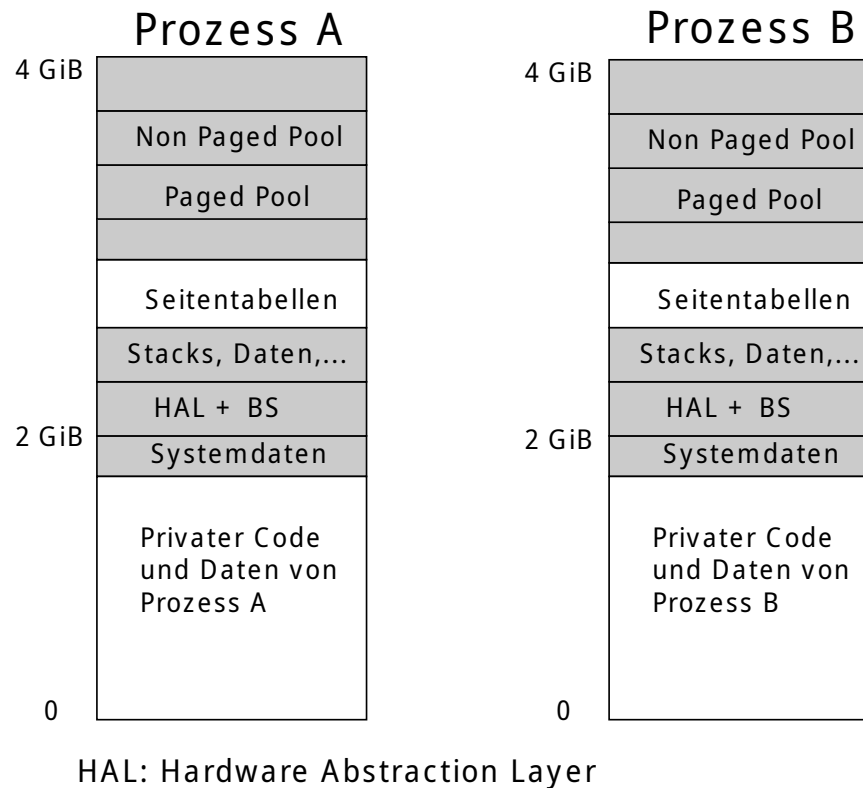 Prozess A
4 GiB
Non Paged Pool
Paged Pool
Seitentabellen
Stacks, Daten,...
HAL + BS
2 GiB
Systemdaten
Privater Code
und Daten von
Prozess A
0
Prozess B
4 GiB
Non Paged Pool
Paged Pool
Seitentabellen
Stacks, Daten,...
HAL + BS
2 GiB
Systemdaten
Privater Code
und Daten von
Prozess B
0
HAL: Hardware Abstraction Layer